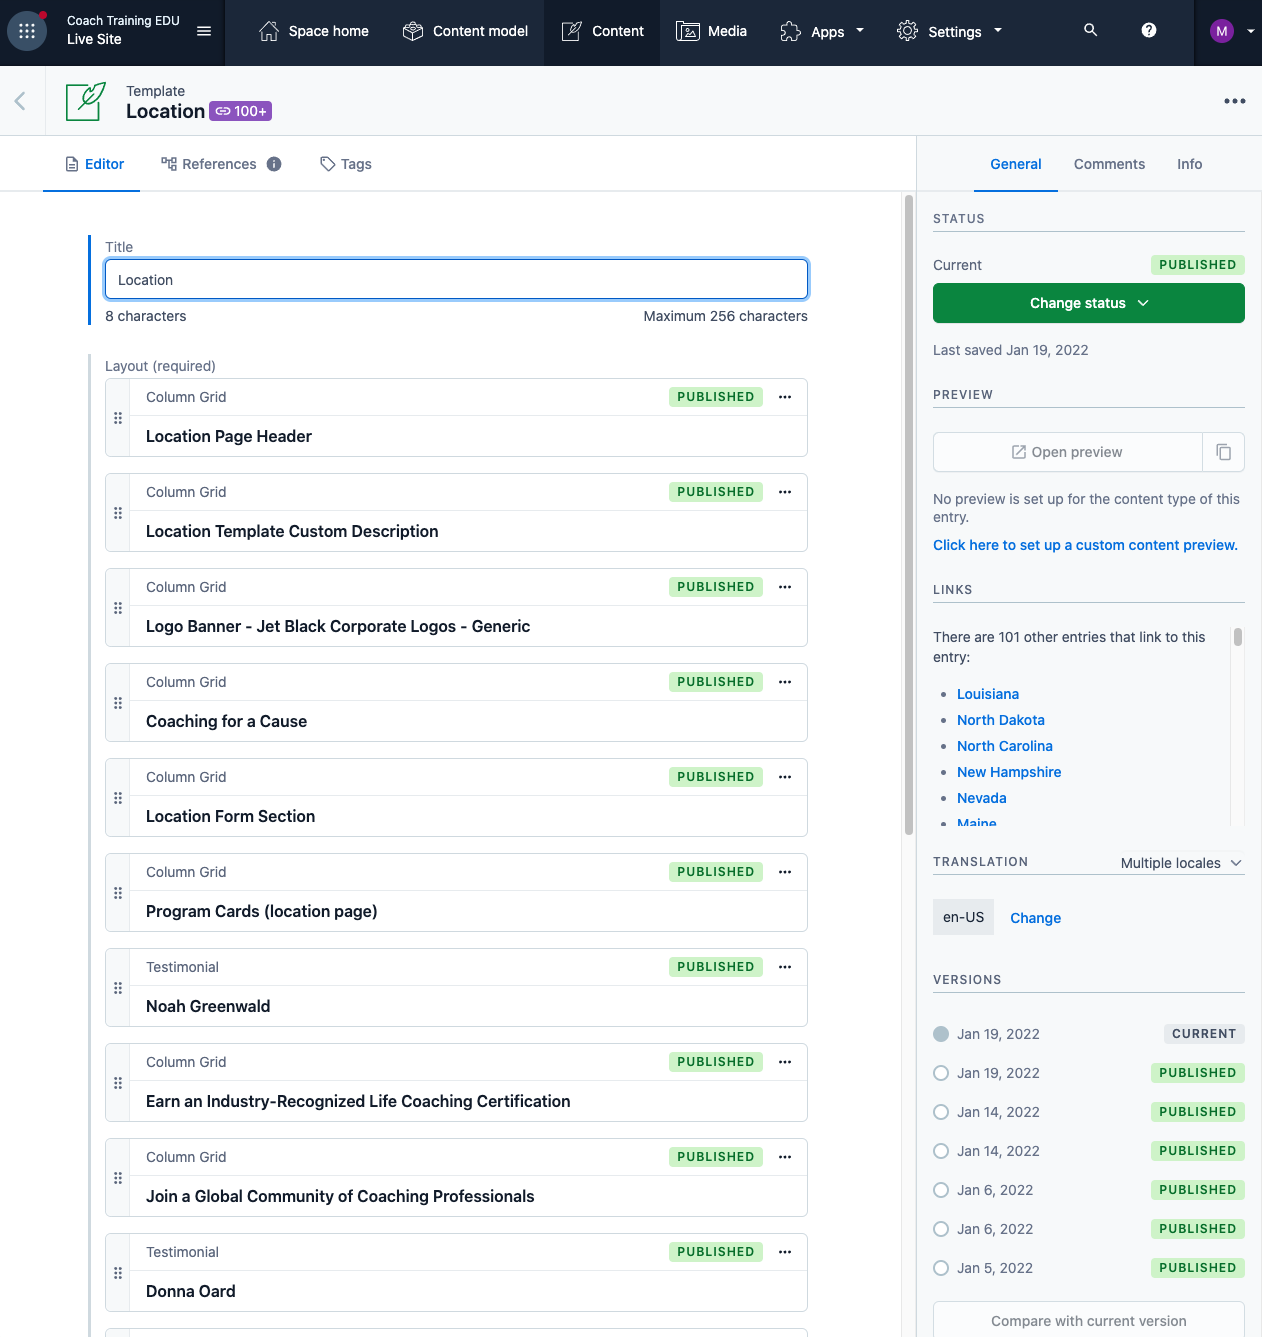 Coach Training EDU
Live Site
Space home
Content model
Content
Media
Apps
Settings
M
Template
Location 100+
Editor
References
Tags
General
Comments
Info
Title
Location
8 characters
Maximum 256 characters
Layout (required)
Column Grid PUBLISHED
Location Page Header
Column Grid PUBLISHED
Location Template Custom Description
Column Grid PUBLISHED
Logo Banner - Jet Black Corporate Logos - Generic
Column Grid PUBLISHED
Coaching for a Cause
Column Grid PUBLISHED
Location Form Section
Column Grid PUBLISHED
Program Cards (location page)
Testimonial PUBLISHED
Noah Greenwald
Column Grid PUBLISHED
Earn an Industry-Recognized Life Coaching Certification
Column Grid PUBLISHED
Join a Global Community of Coaching Professionals
Testimonial PUBLISHED
Donna Oard
STATUS
Current PUBLISHED
Change status
Last saved Jan 19, 2022
PREVIEW
Open preview
No preview is set up for the content type of this
entry.
Click here to set up a custom content preview.
LINKS
There are 101 other entries that link to this
entry:
Louisiana
North Dakota
North Carolina
New Hampshire
Nevada
Maine
TRANSLATION Multiple locales
en-US Change
VERSIONS
Jan 19, 2022 CURRENT
Jan 19, 2022 PUBLISHED
Jan 14, 2022 PUBLISHED
Jan 14, 2022 PUBLISHED
Jan 6, 2022 PUBLISHED
Jan 6, 2022 PUBLISHED
Jan 5, 2022 PUBLISHED
Compare with current version